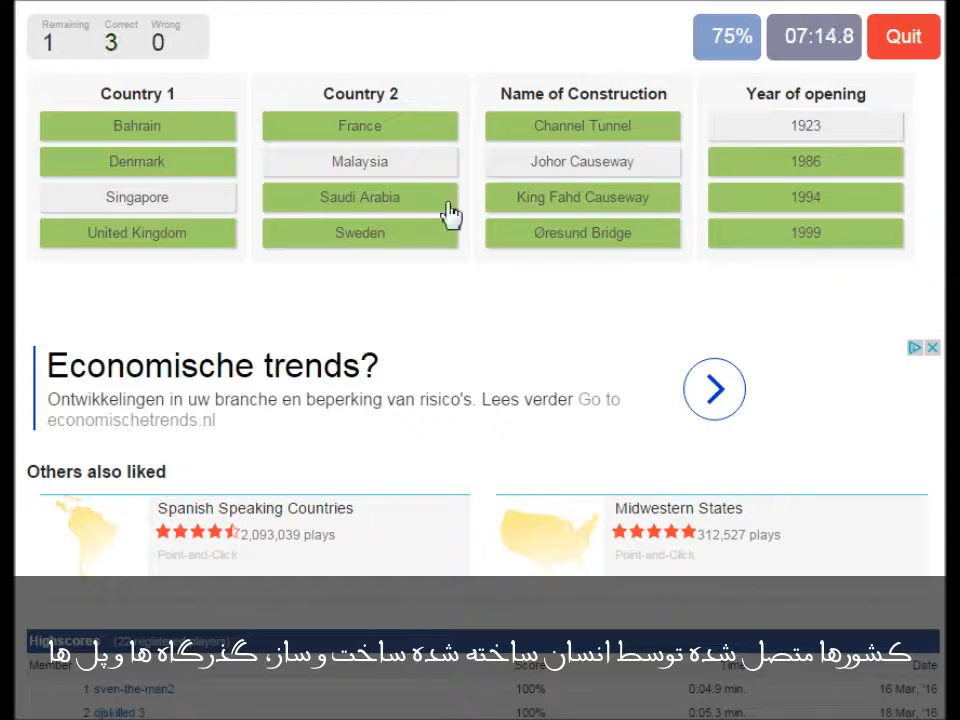 Remaining Correct Wrong
1 3 0
75% 07:14.8 Quit
Country 1 Country 2 Name of Construction Year of opening
Bahrain France Channel Tunnel 1923
Denmark Malaysia Johor Causeway 1986
Singapore Saudi Arabia King Fahd Causeway 1994
United Kingdom Sweden Øresund Bridge 1999
Economische trends?
Ontwikkelingen in uw branche en beperking van risico's. Lees verder Go to
economischetrends.nl
Others also liked
Spanish Speaking Countries Midwestern States
2,093,039 plays 312,527 plays
Point-and-Click Point-and-Click
Highscores (22 registered players)
کشورها متصل شده توسط انسان ساخته شده ساخت و ساز، گذرگاه ها و پل ها
Member Score Time Date
1 sven-the-man2 100% 0:04.9 min. 16 Mar, '16
2 djskilled 3 100% 0:05.3 min. 18 Mar, '16